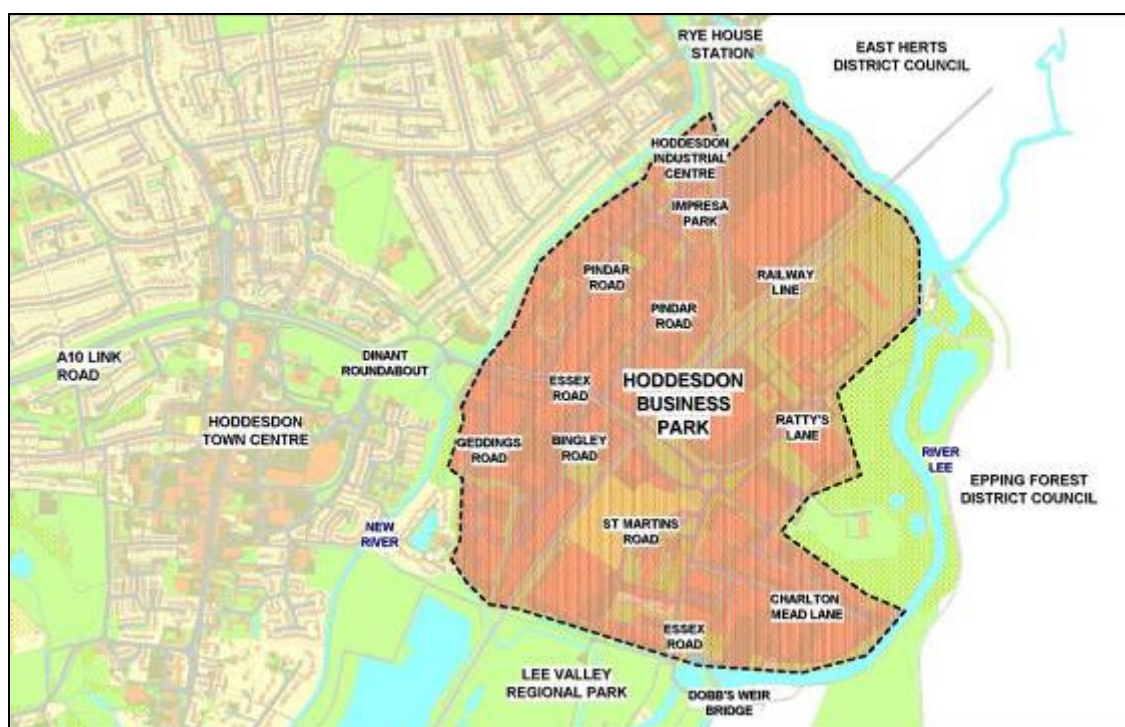 RYE HOUSE
STATION
EAST HERTS
DISTRICT COUNCIL
HODDESDON
INDUSTRIAL
CENTRE
IMPRESA
PARK
PINDAR
ROAD
RAILWAY
LINE
PINDAR
ROAD
A10 LINK
ROAD
DINANT
ROUNDABOUT
ESSEX
ROAD
HODDESDON
BUSINESS
PARK
HODDESDON
TOWN CENTRE
GEDDINGS
ROAD
BINGLEY
ROAD
RATTY'S
LANE
RIVER
LEE
EPPING FOREST
DISTRICT COUNCIL
NEW
RIVER
ST MARTINS
ROAD
CHARLTON
MEAD LANE
ESSEX
ROAD
LEE VALLEY
REGIONAL PARK
DOBB'S WEIR
BRIDGE